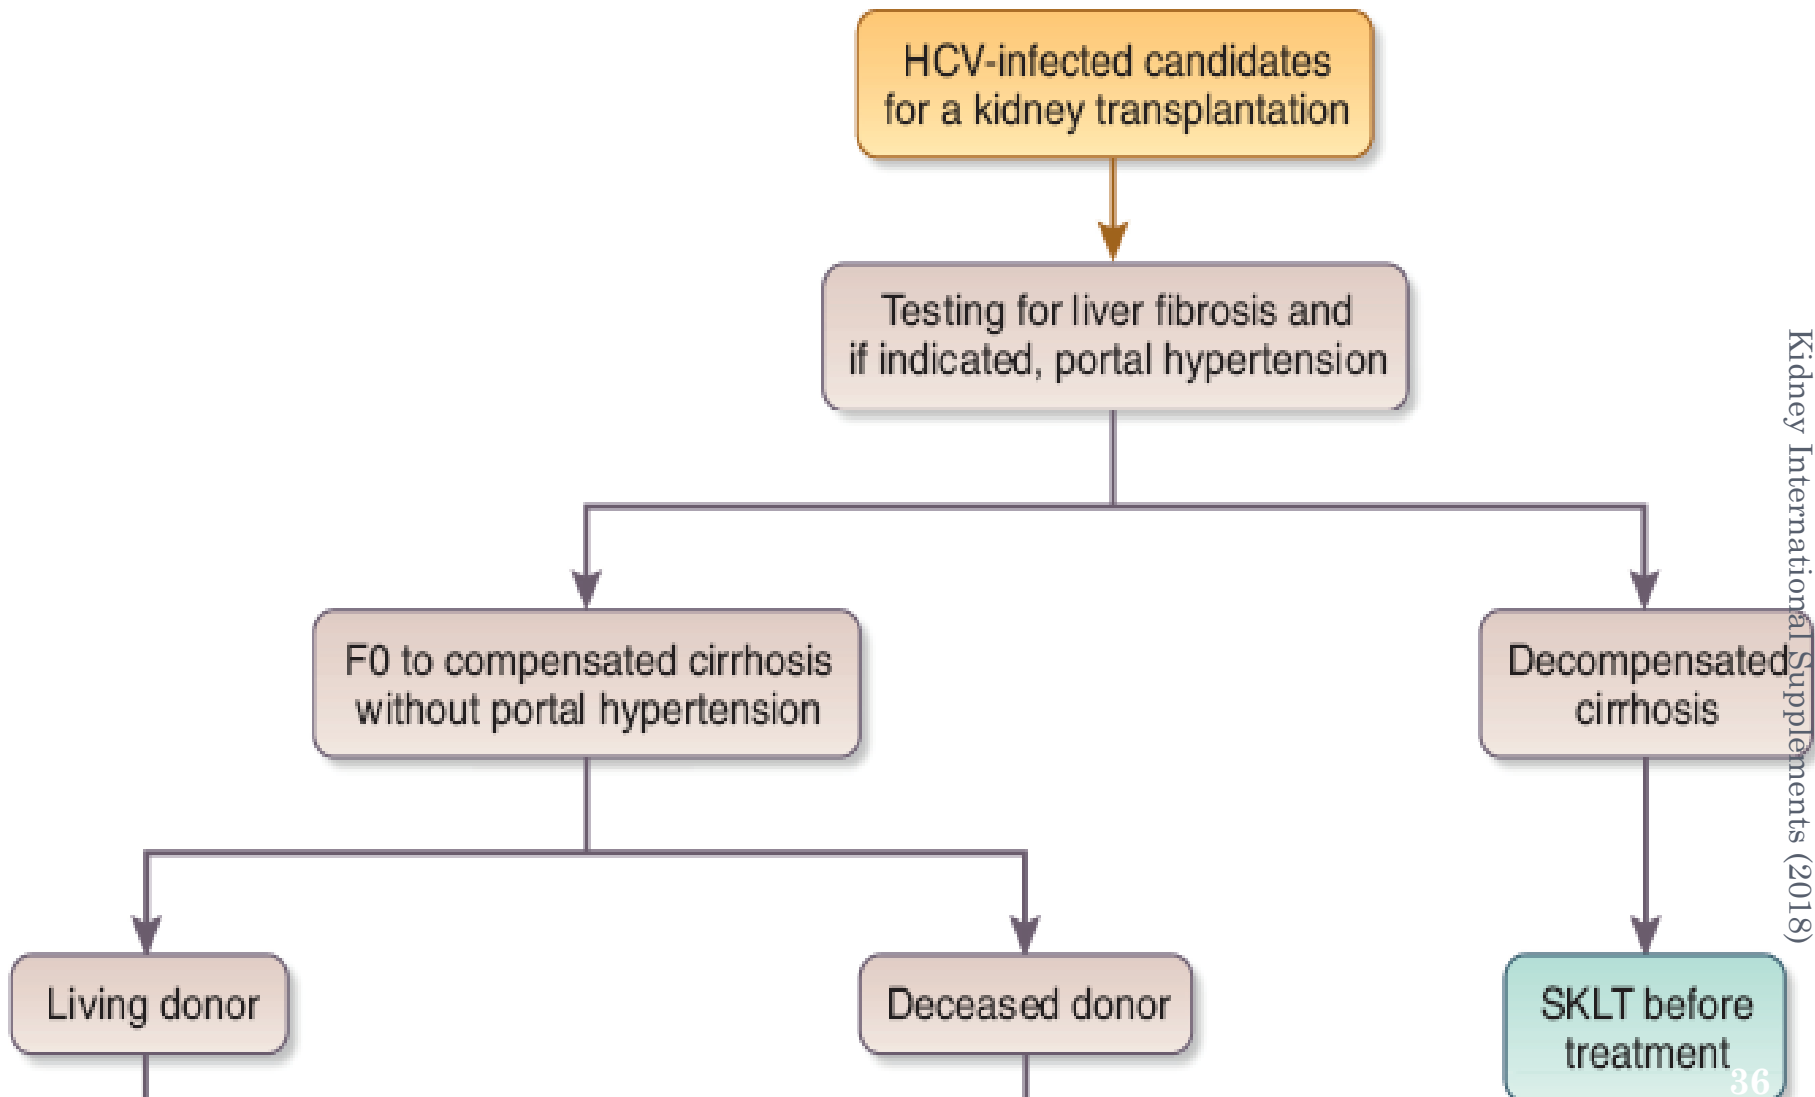 HCV-infected candidates
for a kidney transplantation
Testing for liver fibrosis and
if indicated, portal hypertension
F0 to compensated cirrhosis
without portal hypertension
Decompensated
cirrhosis
Living donor
Deceased donor
SKLT before
treatment
Kidney International Supplements (2018)
36